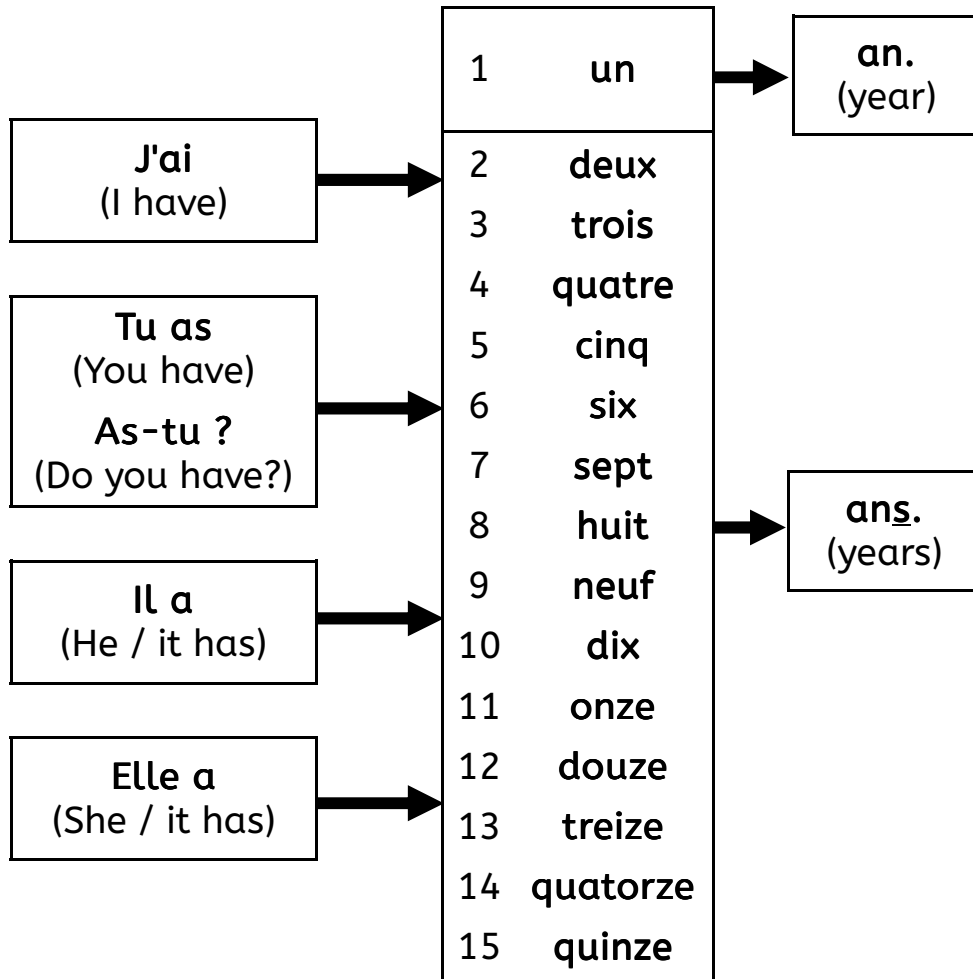 J'ai
(I have)
Tu as
(You have)
As-tu ?
(Do you have?)
Il a
(He / it has)
Elle a
(She / it has)
1 un
2 deux
3 trois
4 quatre
5 cinq
6 six
7 sept
8 huit
9 neuf
10 dix
11 onze
12 douze
13 treize
14 quatorze
15 quinze
an.
(year)
ans.
(years)